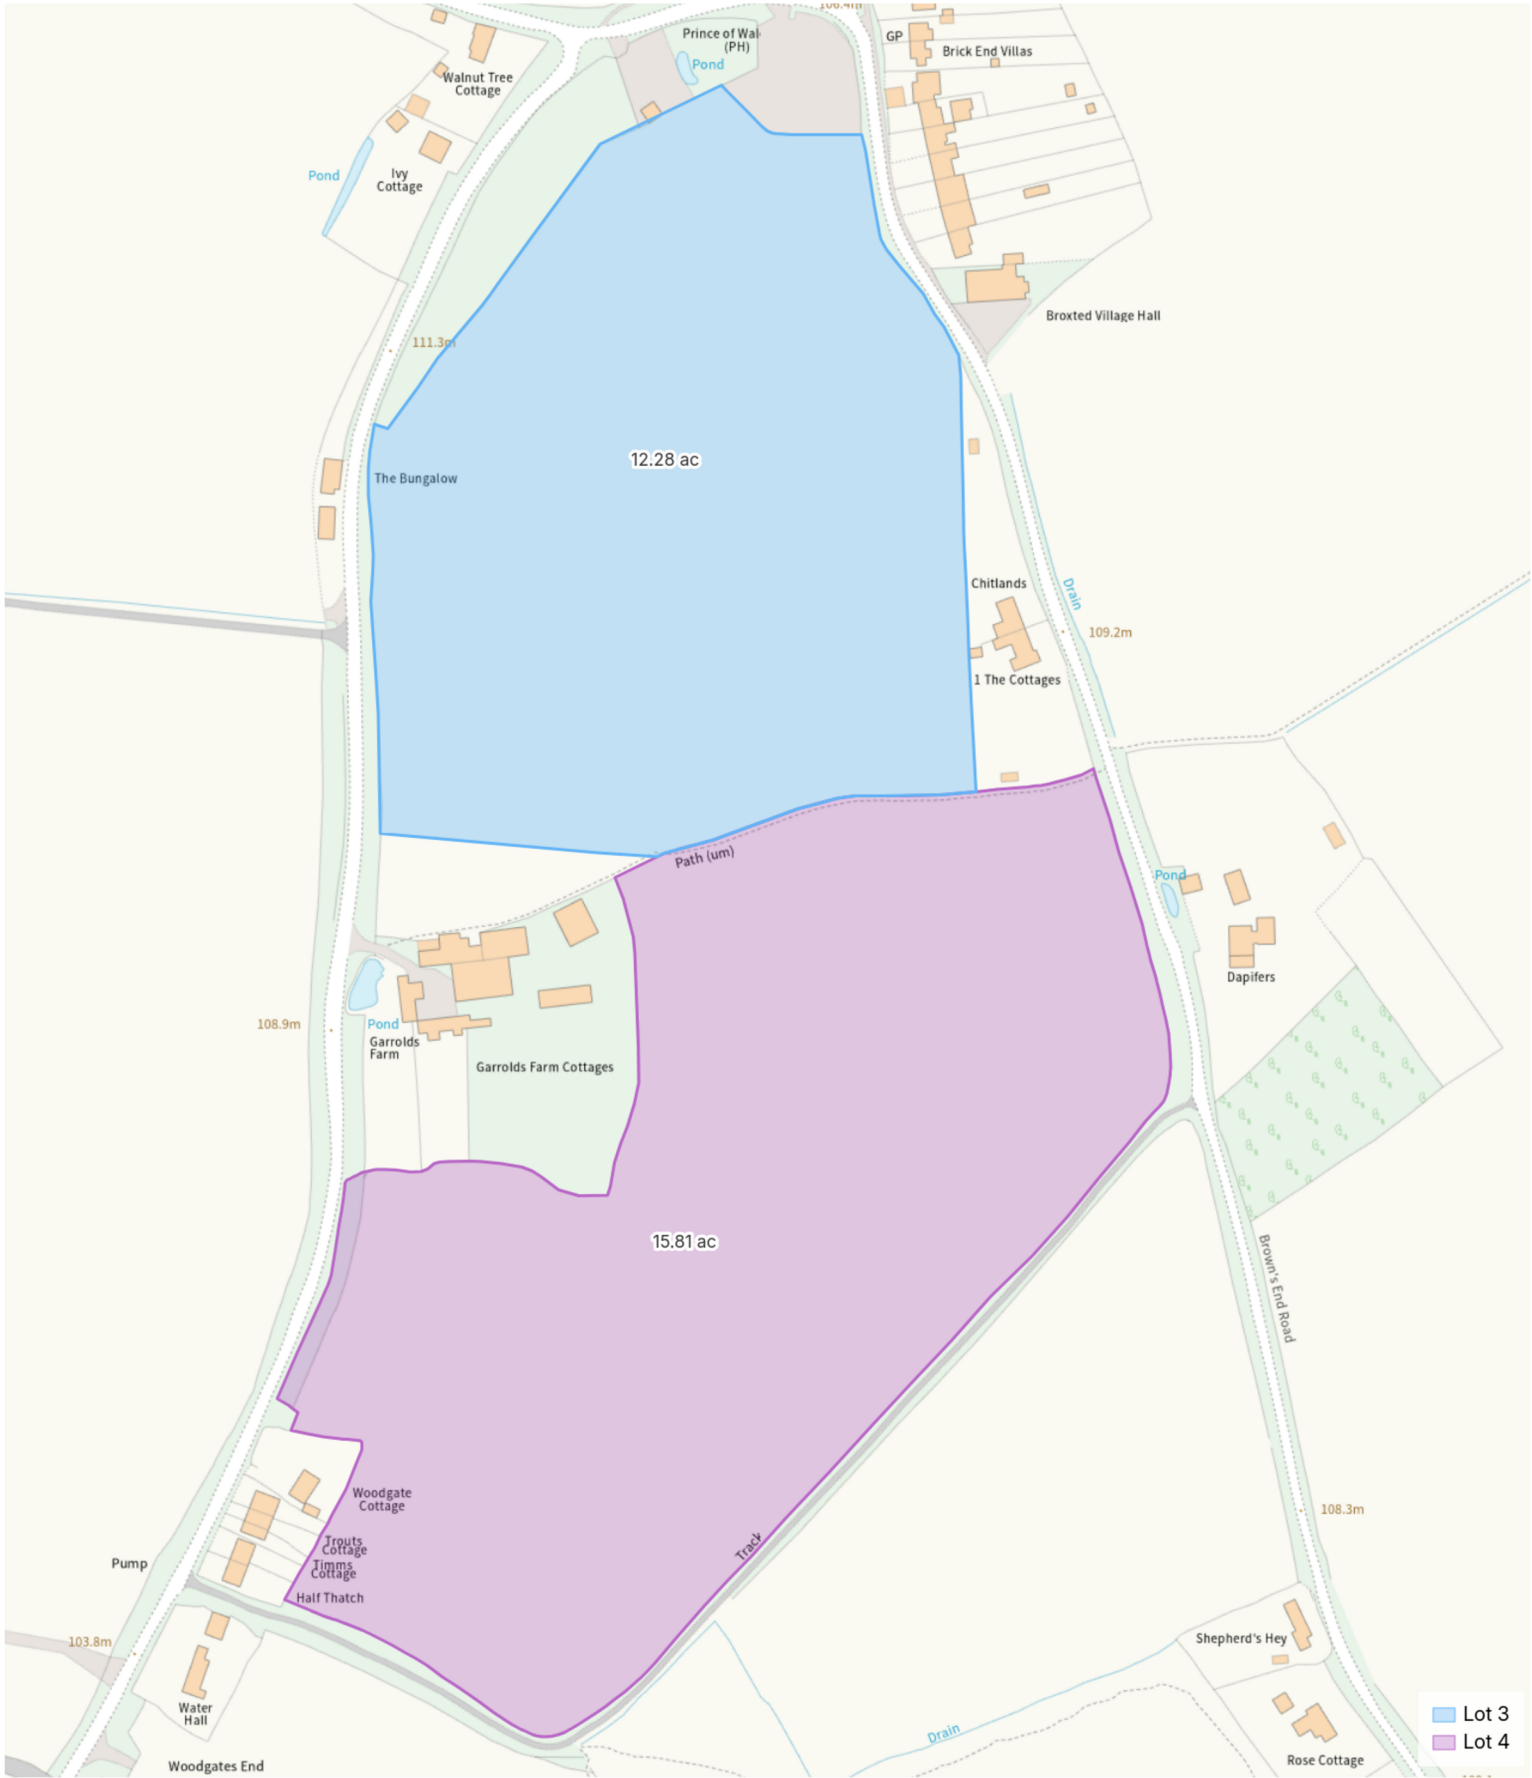 106.4m
Prince of Wal
(PH)
GP
Brick End Villas
Pond
Walnut Tree
Cottage
Pond
Ivy
Cottage
Broxted Village Hall
111.3m
12.28 ac
The Bungalow
Chitlands
Drain
109.2m
1 The Cottages
Path (um)
Pond
Dapifers
108.9m
Pond
Garrolds
Farm
Garrolds Farm Cottages
15.81 ac
Brown's End Road
Woodgate
Cottage
108.3m
Trouts
Cottage
Track
Pump
Timms
Cottage
Half Thatch
103.8m
Shepherd's Hey
Water
Hall
Lot 3
Drain
Lot 4
Woodgates End
Rose Cottage